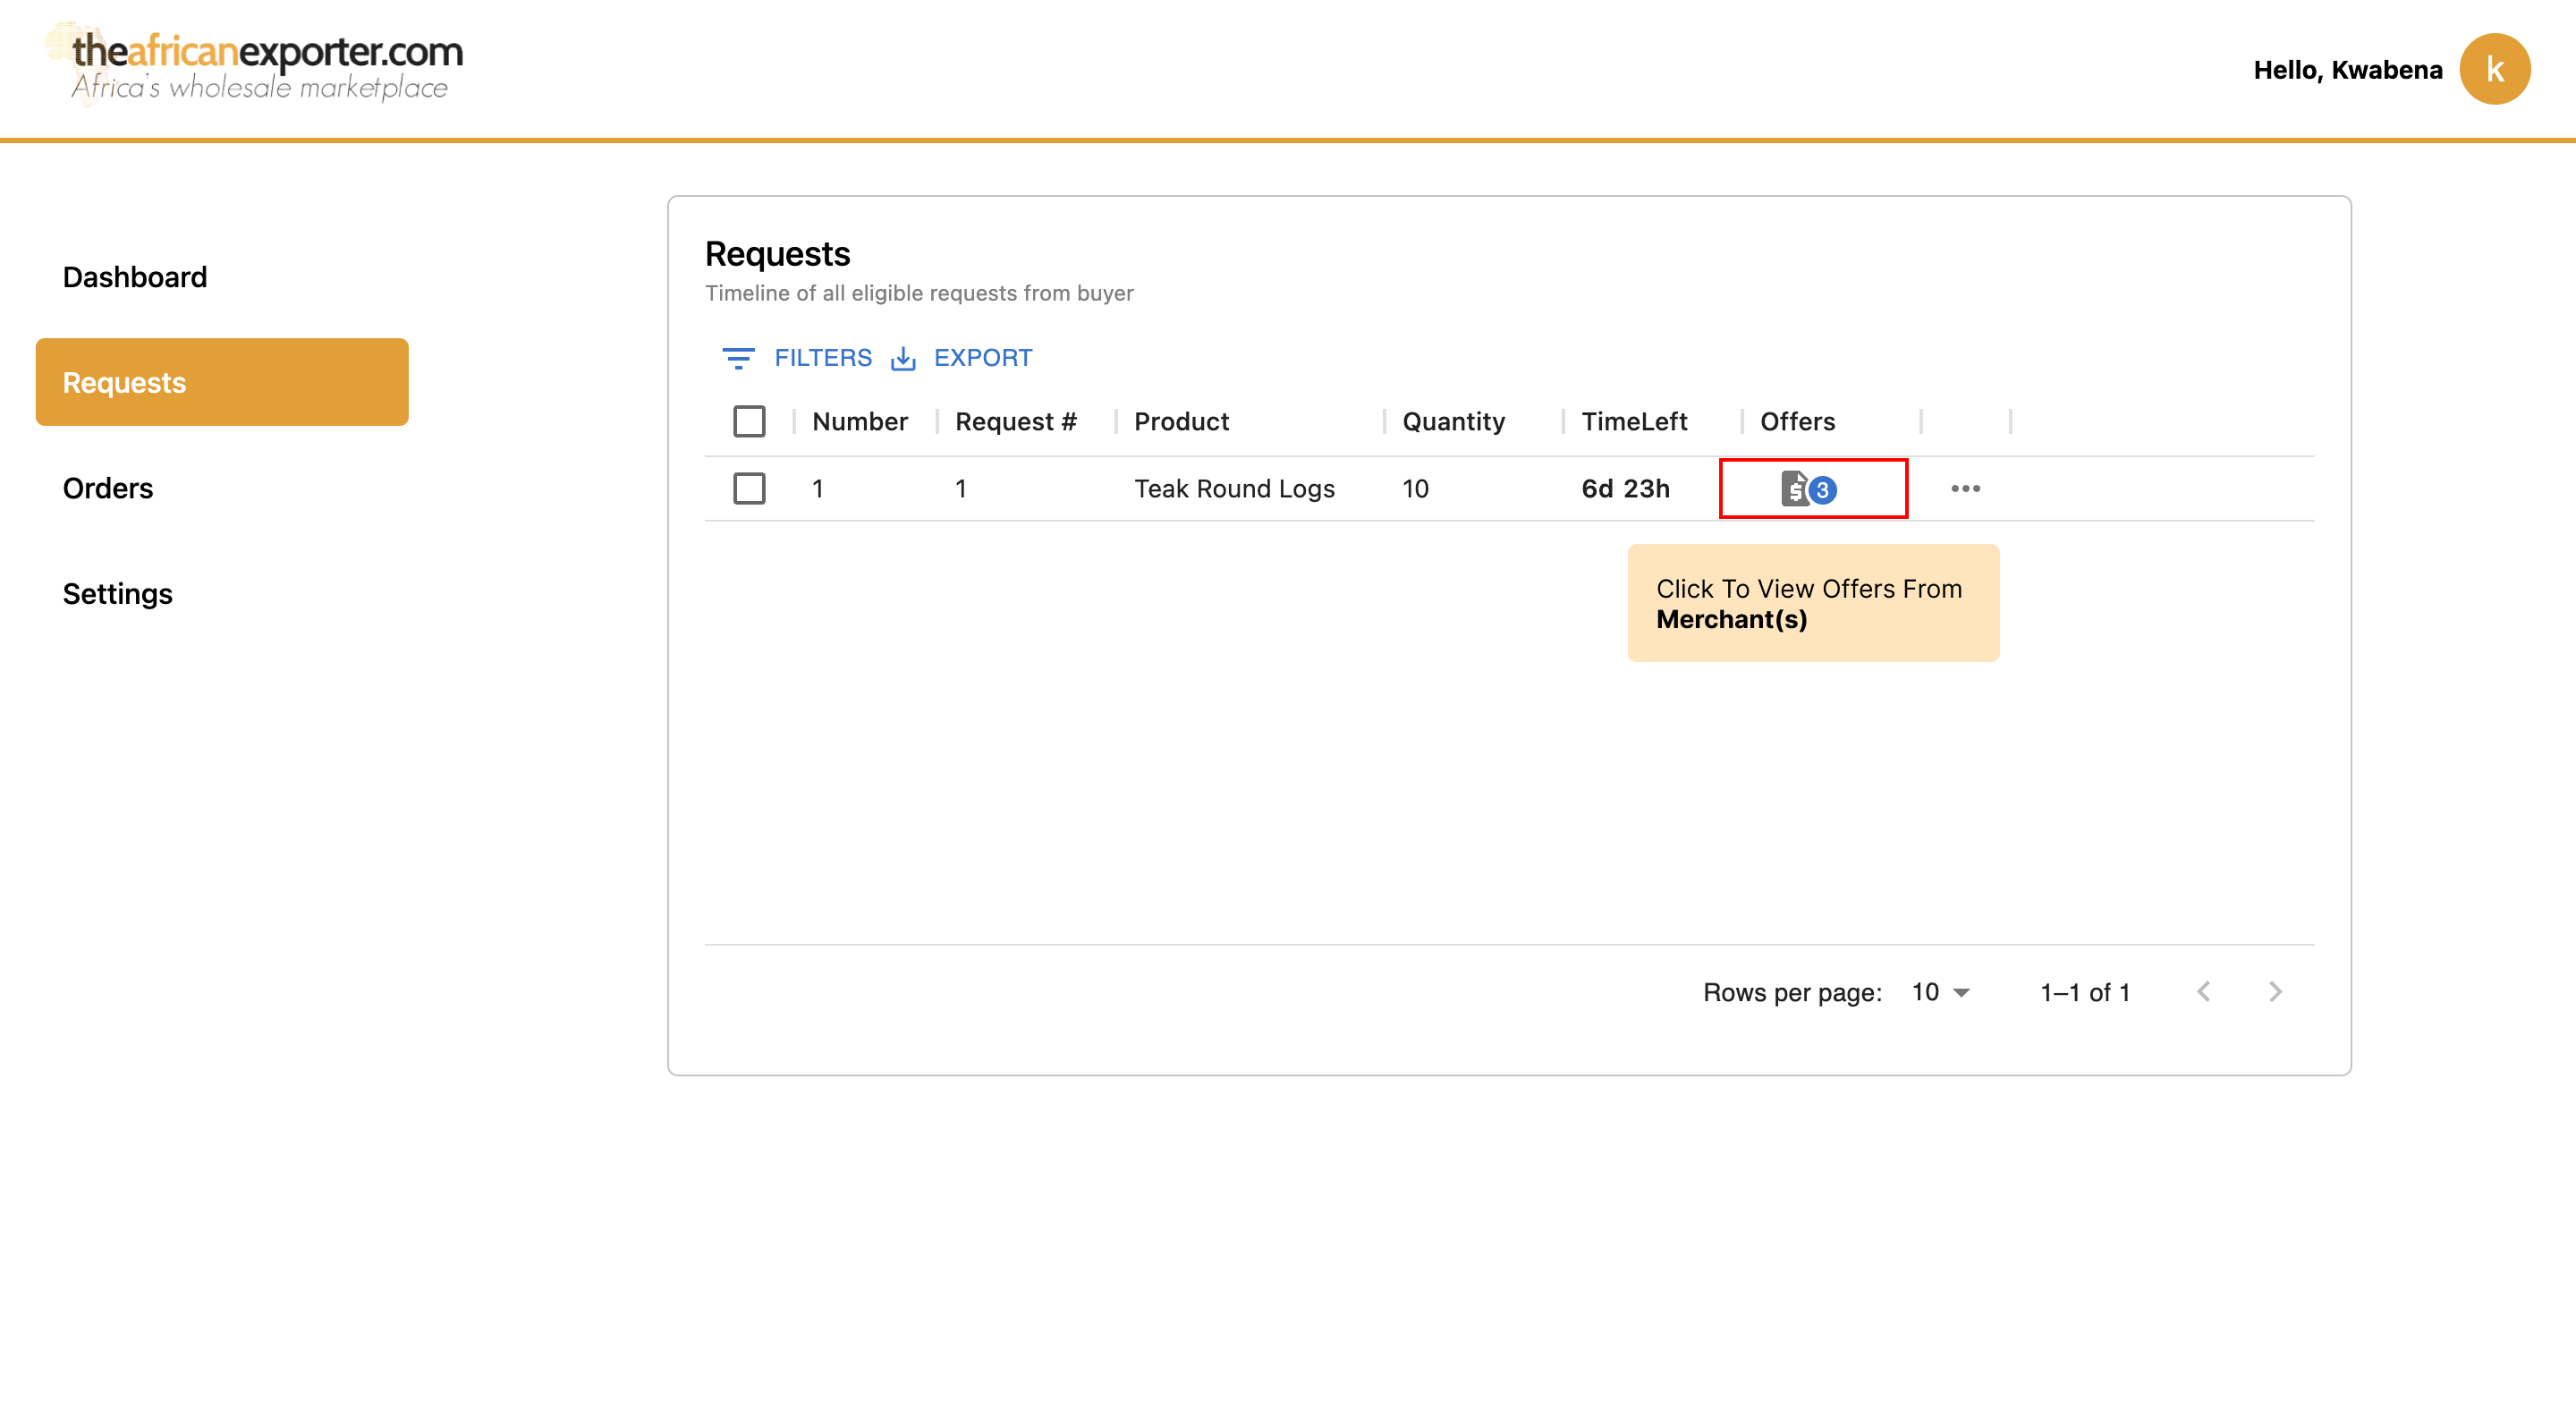 theafricanexporter.com
Africa's wholesale marketplace
Hello, Kwabena
k
Dashboard
Requests
Orders
Settings
Requests
Timeline of all eligible requests from buyer
FILTERS EXPORT
Number Request # Product Quantity TimeLeft Offers
1 1 Teak Round Logs 10 6d 23h $ 3 •••
Click To View Offers From
Merchant(s)
Rows per page: 10 1–1 of 1